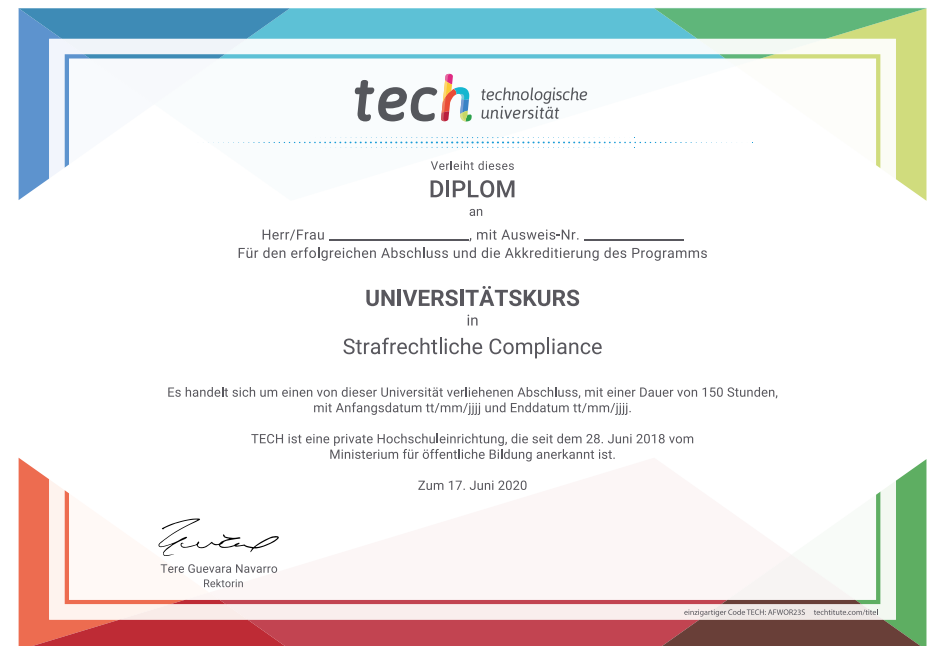 tech technologische
universität
Verleiht dieses
DIPLOM
an
Herr/Frau ____________, mit Ausweis-Nr. ____________
Für den erfolgreichen Abschluss und die Akkreditierung des Programms
UNIVERSITÄTSKURS
in
Strafrechtliche Compliance
Es handelt sich um einen von dieser Universität verliehenen Abschluss, mit einer Dauer von 150 Stunden,
mit Anfangsdatum tt/mm/jjjj und Enddatum tt/mm/jjjj.
TECH ist eine private Hochschuleinrichtung, die seit dem 28. Juni 2018 vom
Ministerium für öffentliche Bildung anerkannt ist.
Zum 17. Juni 2020
Tere Guevara Navarro
Rektorin
einzigartiger Code TECH: AFWOR23S techtitute.com/titel